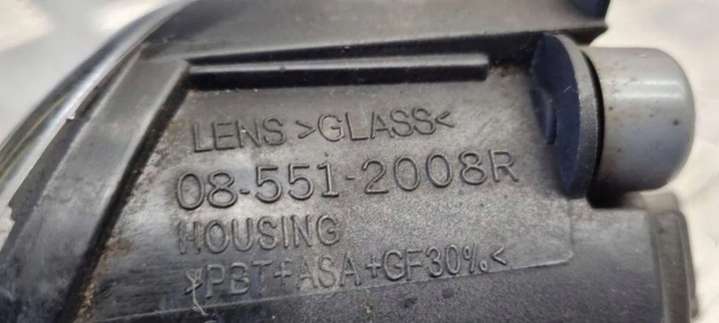 LENS >GLASS<
08-551-2008R
HOUSING
>PBT+ASA+GF30%<